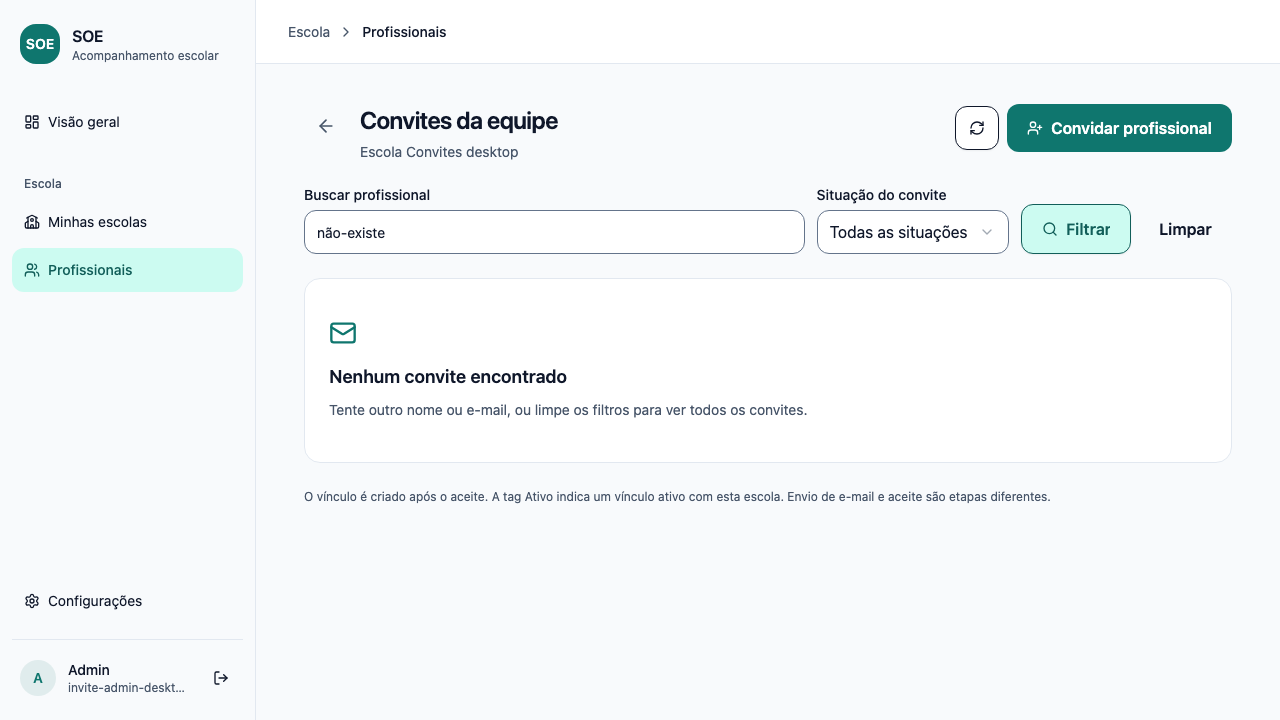 SOE
SOE
Acompanhamento escolar
Visão geral
Escola
Minhas escolas
Profissionais
Configurações
A
Admin
invite-admin-deskt...
Escola
Profissionais
Convites da equipe
Escola Convites desktop
Convidar profissional
Buscar profissional
não-existe
Situação do convite
Todas as situações
Filtrar
Limpar
Nenhum convite encontrado
Tente outro nome ou e-mail, ou limpe os filtros para ver todos os convites.
O vínculo é criado após o aceite. A tag Ativo indica um vínculo ativo com esta escola. Envio de e-mail e aceite são etapas diferentes.